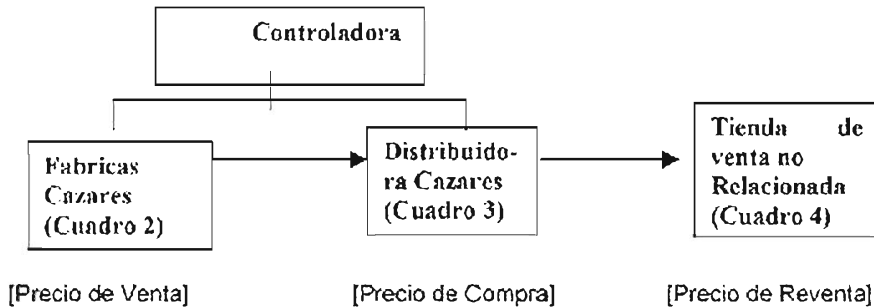 Controladora
Fabricas
Cazares
(Cuadro 2)
Distribuido-
ra Cazares
(Cuadro 3)
Tienda de
venta no
Relacionada
(Cuadro 4)
[Precio de Venta]
[Precio de Compra]
[Precio de Reventa]